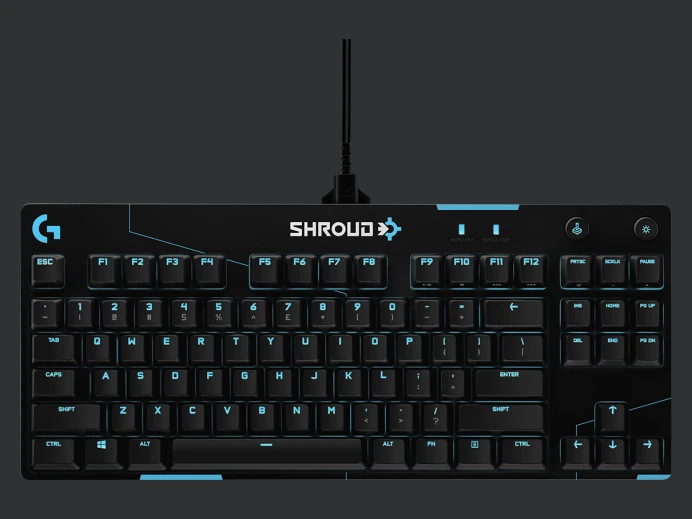 G SHROUD
ESC F1 F2 F3 F4 F5 F6 F7 F8 F9 F10 F11 F12 PRTSC SCRLK PAUSE
1 2 3 4 5 6 7 8 9 0 - = ← INS HOME PG UP
TAB Q W E R T Y U I O P [ ] \ DEL END PG DN
CAPS A S D F G H J K L ; ' ENTER
SHIFT Z X C V B N M , < . > / ? SHIFT ↑
CTRL ALT ALT FN CTRL ← ↓ →